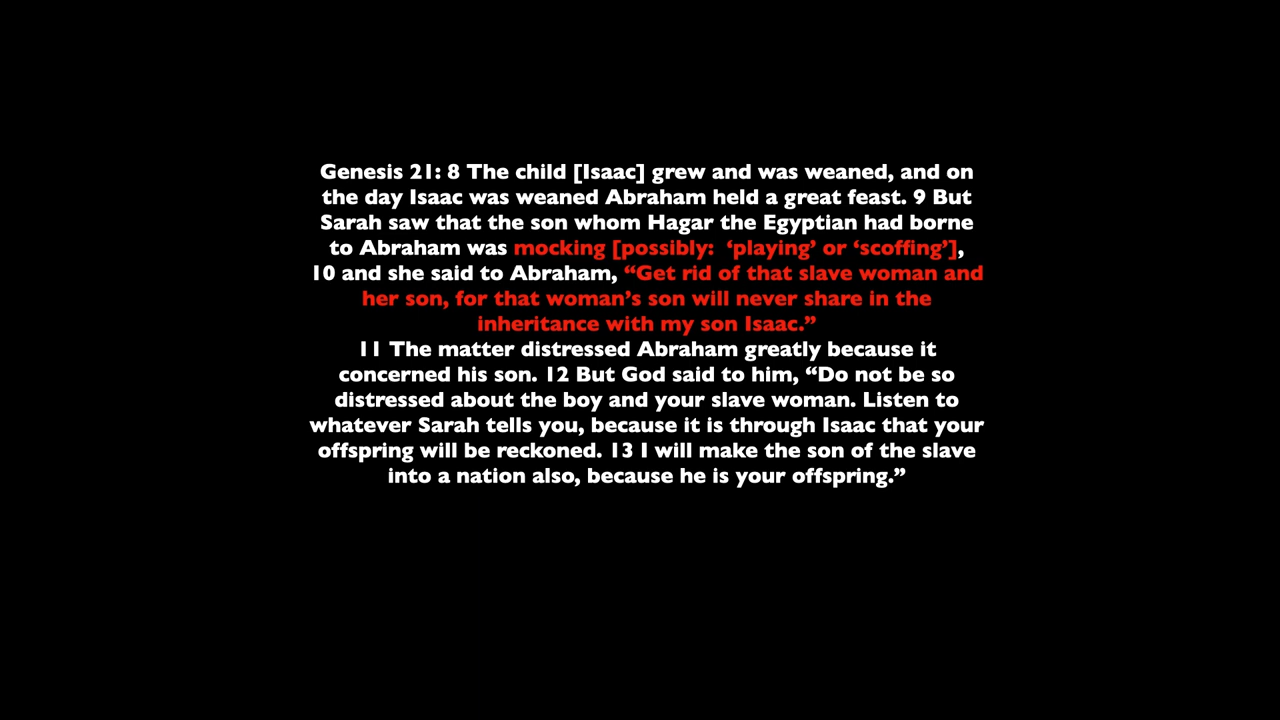 Genesis 21: 8 The child [Isaac] grew and was weaned, and on
the day Isaac was weaned Abraham held a great feast. 9 But
Sarah saw that the son whom Hagar the Egyptian had borne
to Abraham was mocking [possibly:  ‘playing’ or ‘scoffing’],
10 and she said to Abraham, “Get rid of that slave woman and
her son, for that woman’s son will never share in the
inheritance with my son Isaac.”
11 The matter distressed Abraham greatly because it
concerned his son. 12 But God said to him, “Do not be so
distressed about the boy and your slave woman. Listen to
whatever Sarah tells you, because it is through Isaac that your
offspring will be reckoned. 13 I will make the son of the slave
into a nation also, because he is your offspring.”